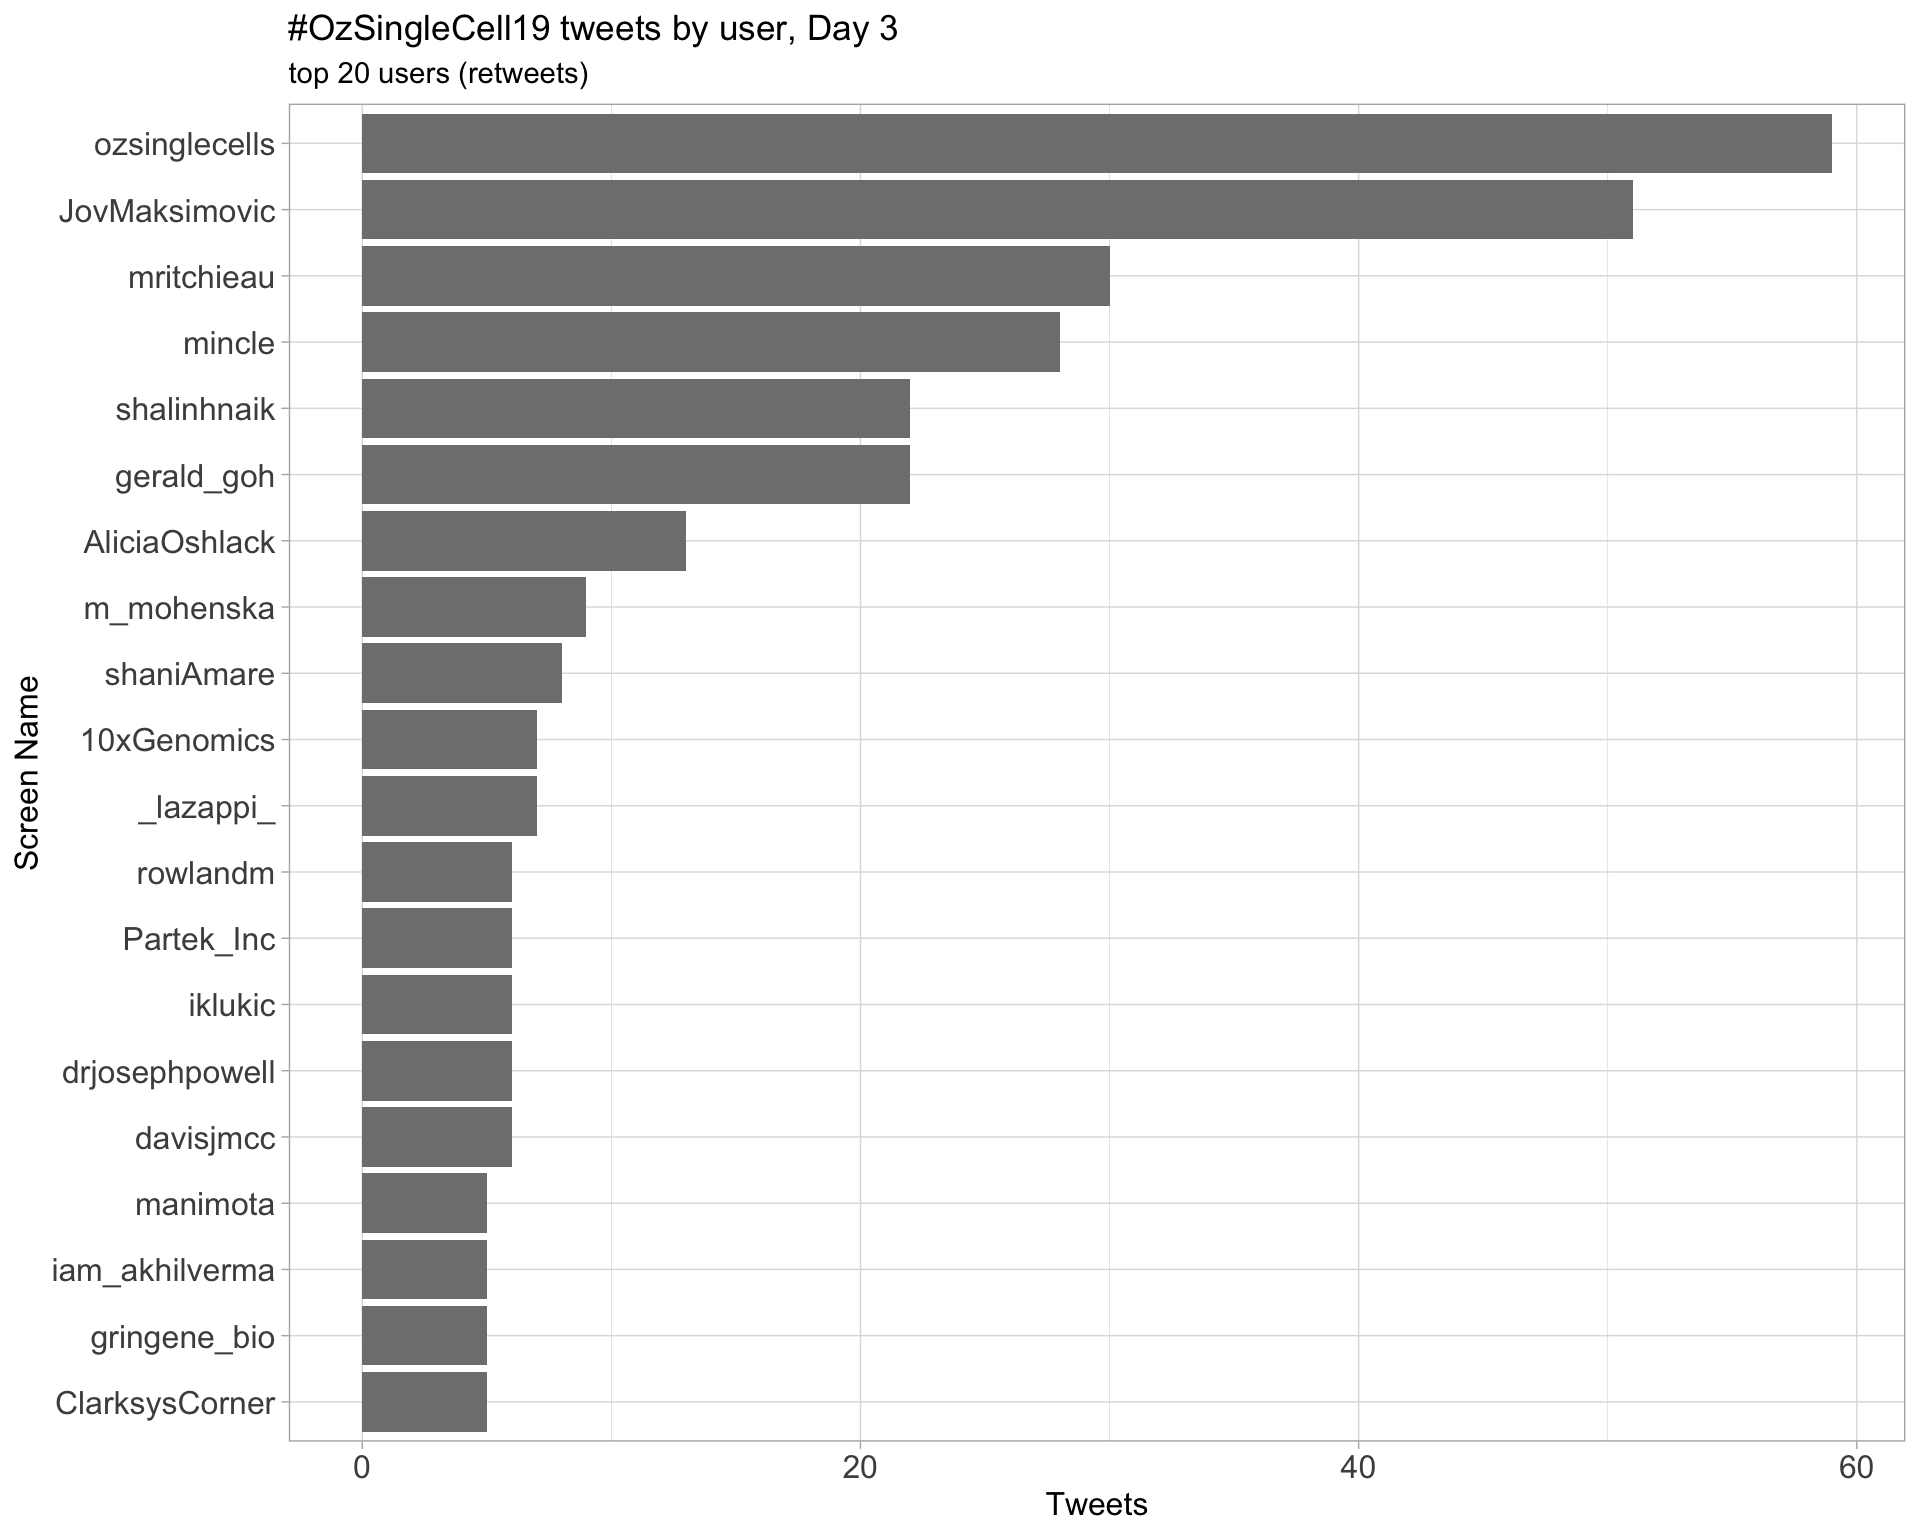 #OzSingleCell19 tweets by user, Day 3
top 20 users (retweets)
Screen Name
ozsinglecells
JovMaksimovic
mritchieau
mincle
shalinhnaik
gerald_goh
AliciaOshlack
m_mohenska
shaniAmare
10xGenomics
_lazappi_
rowlandm
Partek_Inc
iklukic
drjosephpowell
davisjmcc
manimota
iam_akhilverma
gringene_bio
ClarksysCorner
0 20 40 60
Tweets